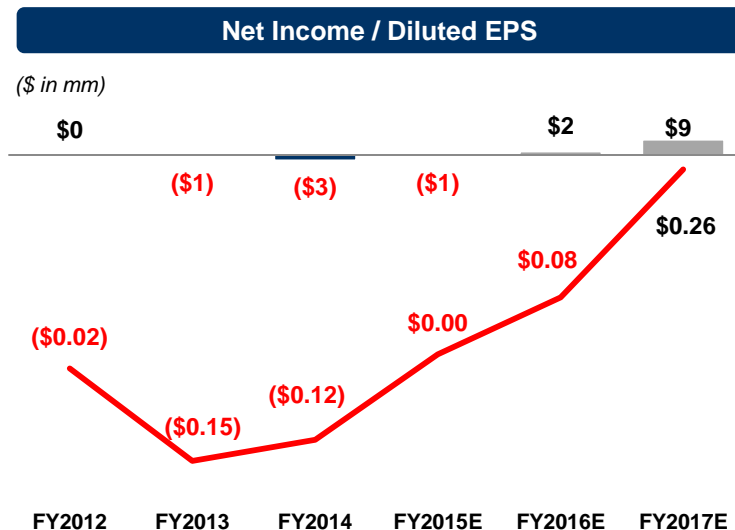 Net Income / Diluted EPS
($ in mm)
$0 $2 $9
($1) ($3) ($1)
$0.26
$0.08
$0.00
($0.02)
($0.12)
($0.15)
FY2012 FY2013 FY2014 FY2015E FY2016E FY2017E